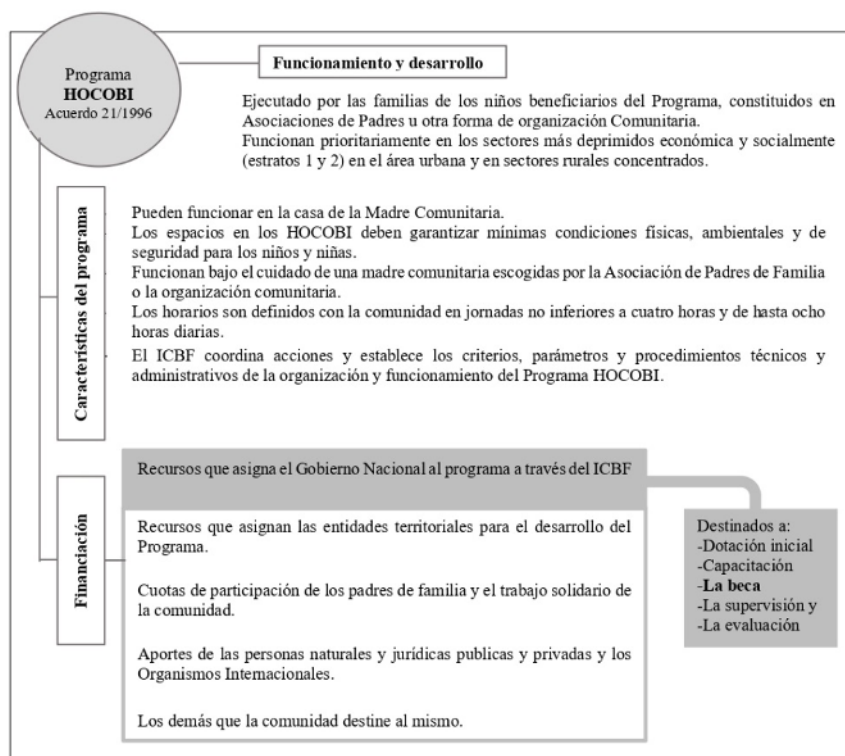 Programa
HOCOBI
Acuerdo 21/1996
Funcionamiento y desarrollo
Ejecutado por las familias de los niños beneficiarios del Programa, constituidos en
Asociaciones de Padres u otra forma de organización Comunitaria.
Funcionan prioritariamente en los sectores más deprimidos económica y socialmente
(estratos 1 y 2) en el área urbana y en sectores rurales concentrados.
Características del programa
Pueden funcionar en la casa de la Madre Comunitaria.
Los espacios en los HOCOBI deben garantizar mínimas condiciones físicas, ambientales y de
seguridad para los niños y niñas.
Funcionan bajo el cuidado de una madre comunitaria escogidas por la Asociación de Padres de Familia
o la organización comunitaria.
Los horarios son definidos con la comunidad en jornadas no inferiores a cuatro horas y de hasta ocho
horas diarias.
El ICBF coordina acciones y establece los criterios, parámetros y procedimientos técnicos y
administrativos de la organización y funcionamiento del Programa HOCOBI.
Financiación
Recursos que asigna el Gobierno Nacional al programa a través del ICBF
Recursos que asignan las entidades territoriales para el desarrollo del
Programa.
Cuotas de participación de los padres de familia y el trabajo solidario de
la comunidad.
Aportes de las personas naturales y jurídicas publicas y privadas y los
Organismos Internacionales.
Los demás que la comunidad destine al mismo.
Destinados a:
-Dotación inicial
-Capacitación
-La beca
-La supervisión y
-La evaluación